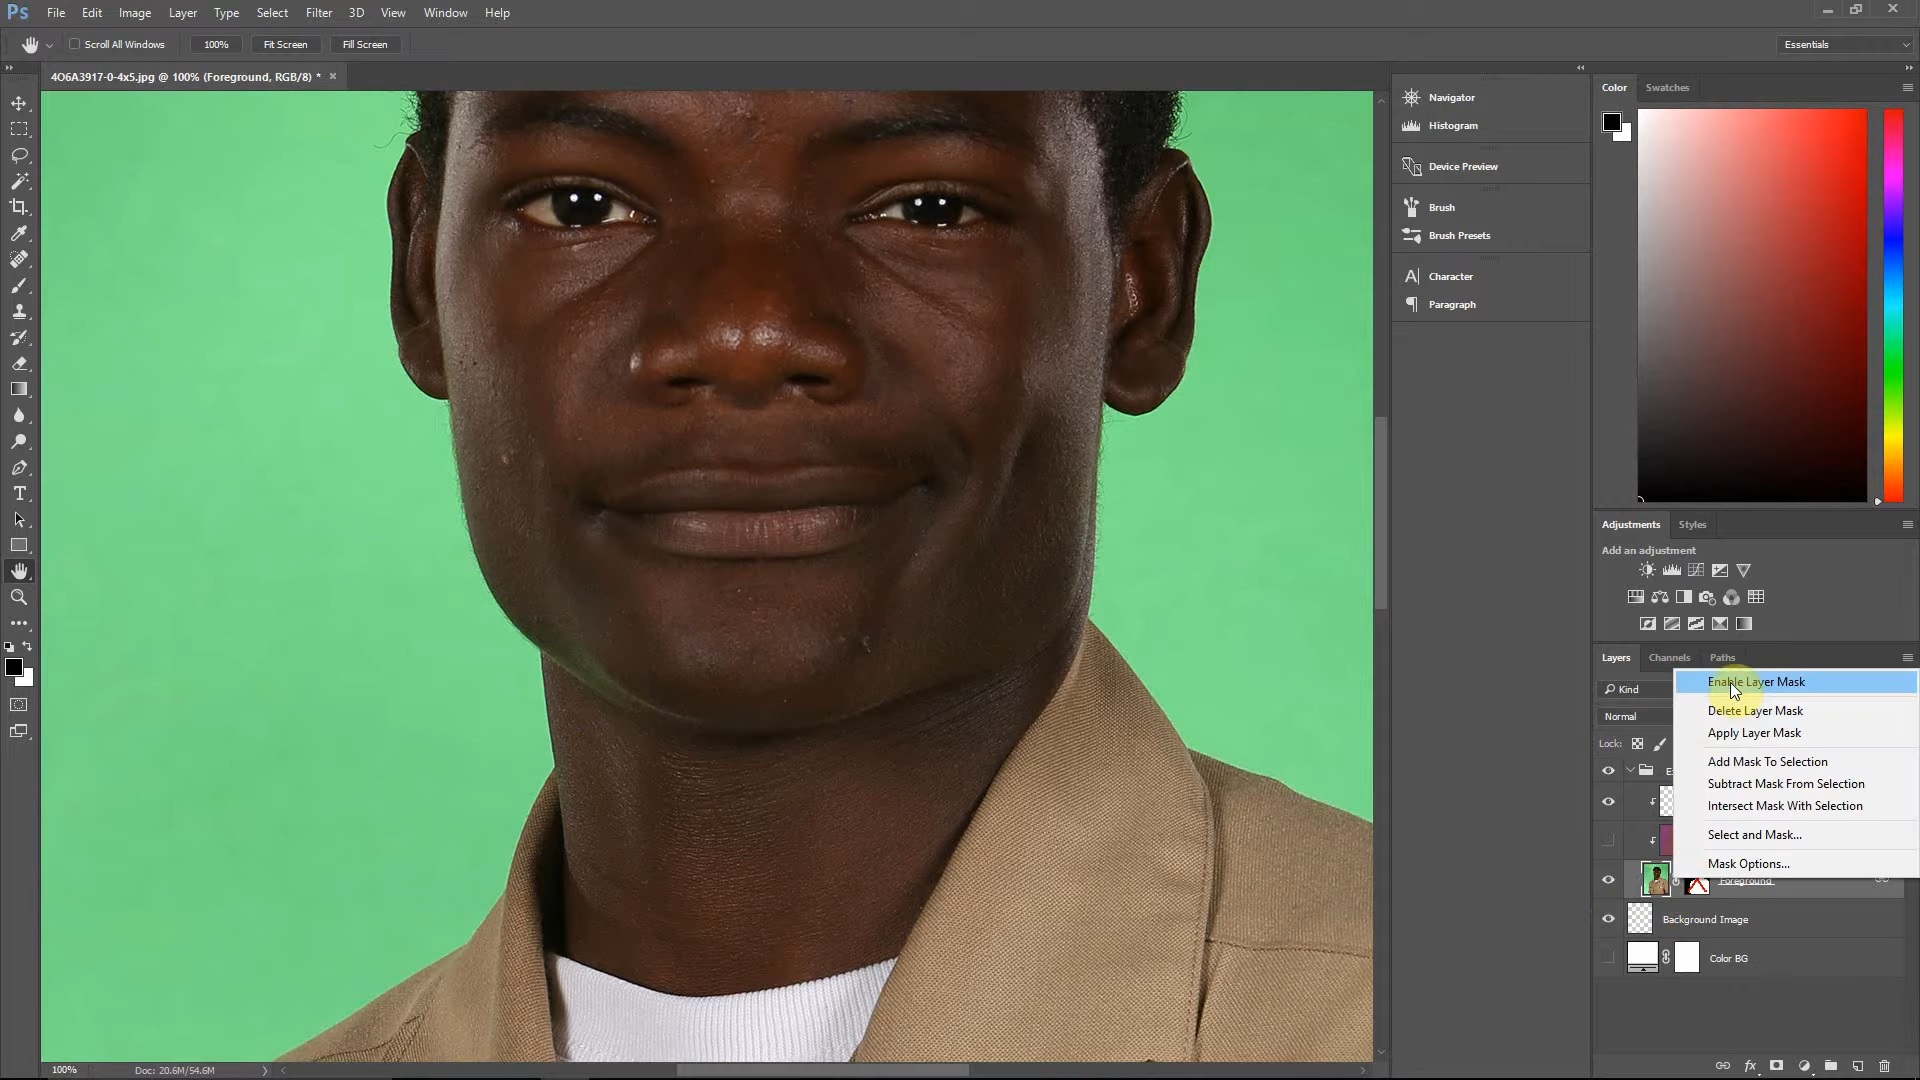 Ps File Edit Image Layer Type Select Filter 3D View Window Help
Scroll All Windows 100% Fit Screen Fill Screen Essentials
4O6A3917-0-4x5.jpg @ 100% (Foreground, RGB/8) *
Navigator
Histogram
Device Preview
Brush
Brush Presets
Character
Paragraph
Color Swatches
Adjustments Styles
Add an adjustment
Layers Channels Paths
Kind
Normal
Lock:
Enable Layer Mask
Delete Layer Mask
Apply Layer Mask
Add Mask To Selection
Subtract Mask From Selection
Intersect Mask With Selection
Select and Mask...
Mask Options...
Foreground
Background Image
Color BG
fx
100% Doc: 20.6M/54.6M